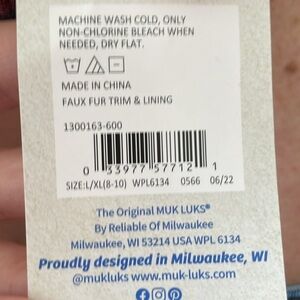 MACHINE WASH COLD, ONLY
NON-CHLORINE BLEACH WHEN
NEEDED, DRY FLAT.
MADE IN CHINA
FAUX FUR TRIM & LINING
1300163-600
0 33977 57712 1
SIZE:L/XL(8-10) WPL6134 0566 06/22
The Original MUK LUKS®
By Reliable Of Milwaukee
Milwaukee, WI 53214 USA WPL 6134
Proudly designed in Milwaukee, WI
@mukluks www.muk-luks.com